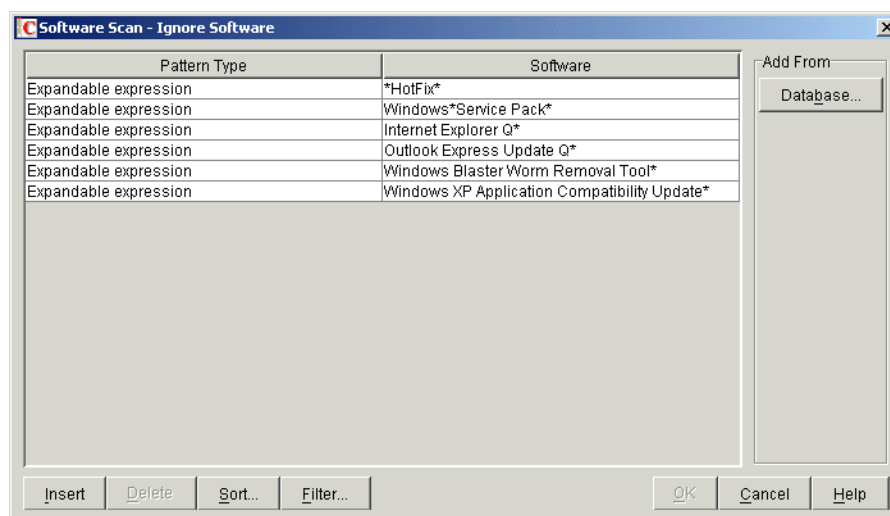 Software Scan - Ignore Software
Pattern Type Software
Expandable expression *HotFix*
Expandable expression Windows*Service Pack*
Expandable expression Internet Explorer Q*
Expandable expression Outlook Express Update Q*
Expandable expression Windows Blaster Worm Removal Tool*
Expandable expression Windows XP Application Compatibility Update*
Add From
Database...
Insert Delete Sort... Filter... OK Cancel Help